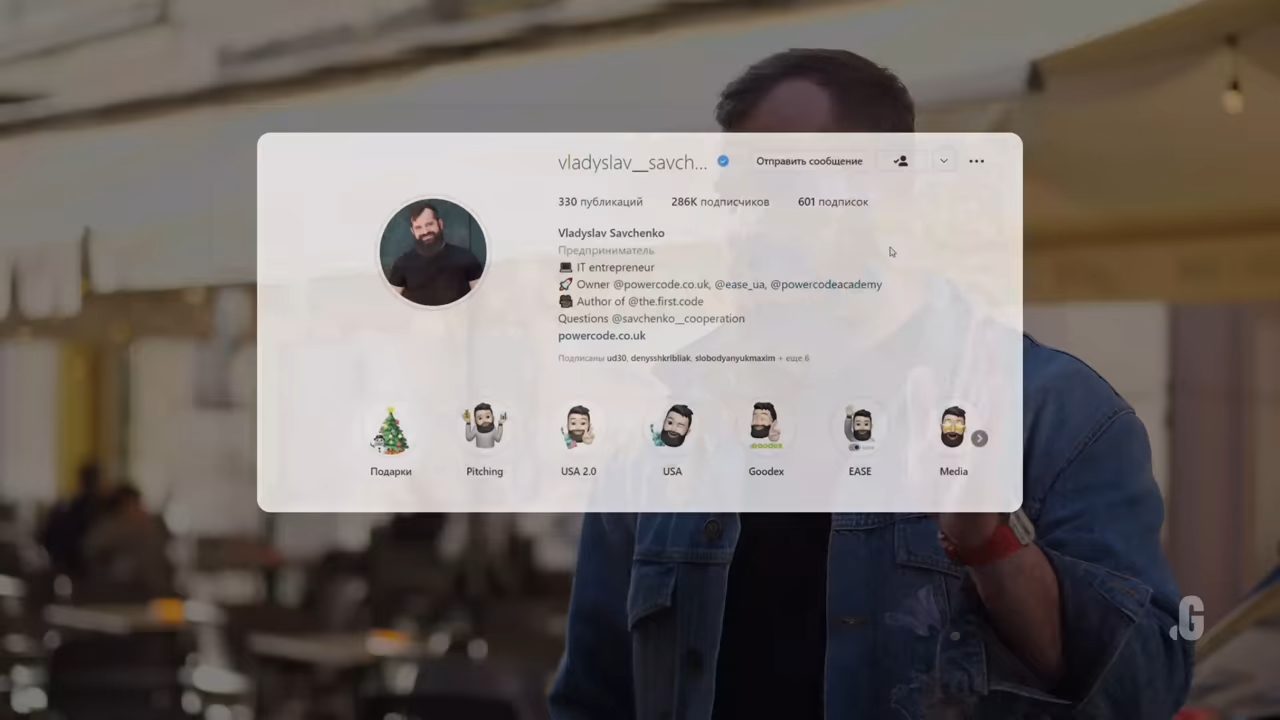 vladyslav__savch... Отправить сообщение
330 публикаций 286K подписчиков 601 подписок
Vladyslav Savchenko
Предприниматель
IT entrepreneur
Owner @powercode.co.uk, @ease_ua, @powercodeacademy
Author of @the.first.code
Questions @savchenko__cooperation
powercode.co.uk
Подписаны ud30, denysshkribliak, slobodyanyukmaxim + еще 6
Подарки Pitching USA 2.0 USA Goodex EASE Media
.G